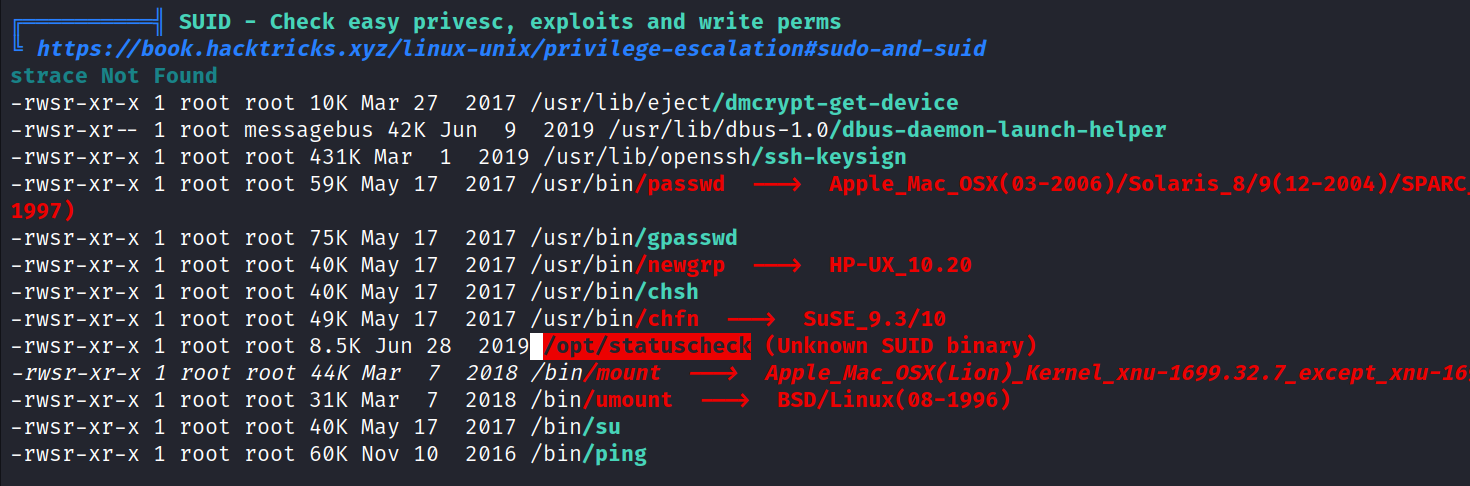 SUID - Check easy privesc, exploits and write perms
https://book.hacktricks.xyz/linux-unix/privilege-escalation#sudo-and-suid
strace Not Found
-rwsr-xr-x 1 root root 10K Mar 27  2017 /usr/lib/eject/dmcrypt-get-device
-rwsr-xr-- 1 root messagebus 42K Jun  9  2019 /usr/lib/dbus-1.0/dbus-daemon-launch-helper
-rwsr-xr-x 1 root root 431K Mar  1  2019 /usr/lib/openssh/ssh-keysign
-rwsr-xr-x 1 root root 59K May 17  2017 /usr/bin/passwd  --->  Apple_Mac_OSX(03-2006)/Solaris_8/9(12-2004)/SPARC_
1997)
-rwsr-xr-x 1 root root 75K May 17  2017 /usr/bin/gpasswd
-rwsr-xr-x 1 root root 40K May 17  2017 /usr/bin/newgrp  --->  HP-UX_10.20
-rwsr-xr-x 1 root root 40K May 17  2017 /usr/bin/chsh
-rwsr-xr-x 1 root root 49K May 17  2017 /usr/bin/chfn  --->  SuSE_9.3/10
-rwsr-xr-x 1 root root 8.5K Jun 28  2019 /opt/statuscheck (Unknown SUID binary)
-rwsr-xr-x 1 root root 44K Mar  7  2018 /bin/mount  --->  Apple_Mac_OSX(Lion)_Kernel_xnu-1699.32.7_except_xnu-16
-rwsr-xr-x 1 root root 31K Mar  7  2018 /bin/umount  --->  BSD/Linux(08-1996)
-rwsr-xr-x 1 root root 40K May 17  2017 /bin/su
-rwsr-xr-x 1 root root 60K Nov 10  2016 /bin/ping